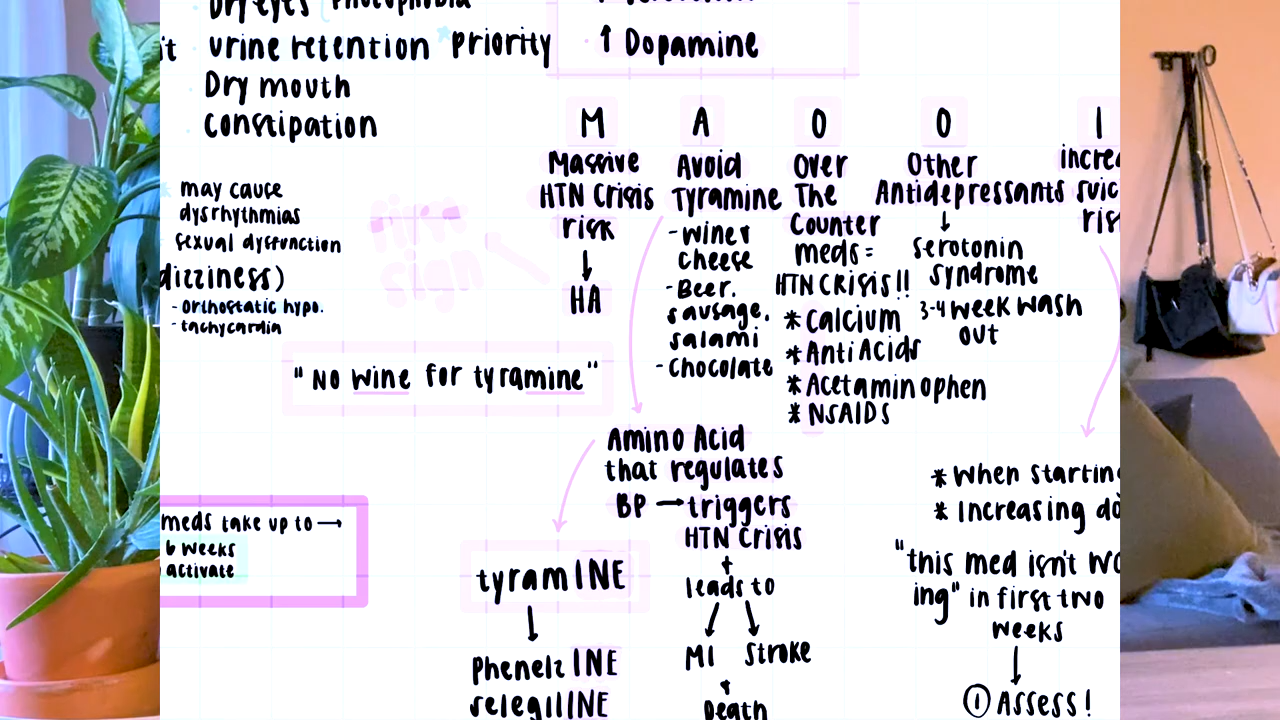 Dry eyes
urine retention *priority
Dry mouth
Constipation
may cause
dysrhythmias
sexual dysfunction
dizziness)
- Orthostatic hypo.
- tachycardia
"No wine for tyramine"
meds take up to →
6 weeks
activate
↑ Dopamine
M
Massive
HTN Crisis
risk
↓
HA
A
Avoid
Tyramine
- wine &
cheese
- Beer,
sausage,
salami
- Chocolate
O
Over
The
Counter
meds =
HTN CRISIS!!
* Calcium
* Anti Acids
* Acetaminophen
* NSAIDS
O
Other
Antidepressants
↓
serotonin
syndrome
3-4 week wash
out
I
Amino Acid
that regulates
BP → triggers
HTN Crisis
+
leads to
MI Stroke
Death
tyramINE
↓
PhenelzINE
selegilINE
first
sign
* When
* Increasing
"this med isn't
ing" in first two
weeks
↓
① Assess!